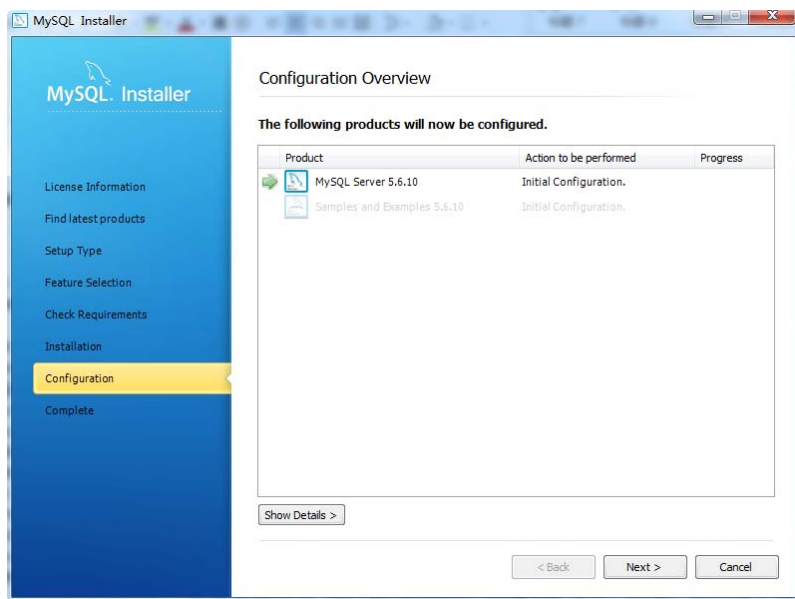 MySQL Installer
MySQL. Installer
Configuration Overview
The following products will now be configured.
Product Action to be performed Progress
MySQL Server 5.6.10 Initial Configuration.
Samples and Examples 5.6.10 Initial Configuration.
License Information
Find latest products
Setup Type
Feature Selection
Check Requirements
Installation
Configuration
Complete
Show Details >
< Back Next > Cancel